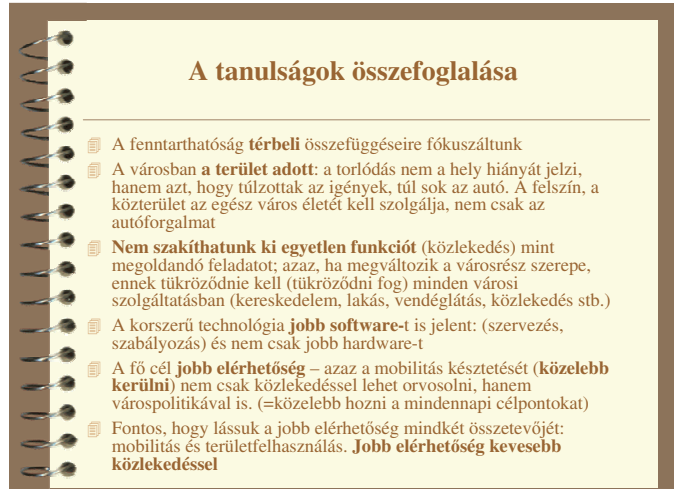 A tanulságok összefoglalása
A fenntarthatóság térbeli összefüggéseire fókuszáltunk
A városban a terület adott: a torlódás nem a hely hiányát jelzi,
hanem azt, hogy túlzottak az igények, túl sok az autó. A felszín, a
közterület az egész város életét kell szolgálja, nem csak az
autóforgalmat
Nem szakíthatunk ki egyetlen funkciót (közlekedés) mint
megoldandó feladatot; azaz, ha megváltozik a városrész szerepe,
ennek tükröződnie kell (tükröződni fog) minden városi
szolgáltatásban (kereskedelem, lakás, vendéglátás, közlekedés stb.)
A korszerű technológia jobb software-t is jelent: (szervezés,
szabályozás) és nem csak jobb hardware-t
A fő cél jobb elérhetőség – azaz a mobilitás késztetését (közelebb
kerülni) nem csak közlekedéssel lehet orvosolni, hanem
várospolitikával is. (=közelebb hozni a mindennapi célpontokat)
Fontos, hogy lássuk a jobb elérhetőség mindkét összetevőjét:
mobilitás és területfelhasználás. Jobb elérhetőség kevesebb
közlekedéssel